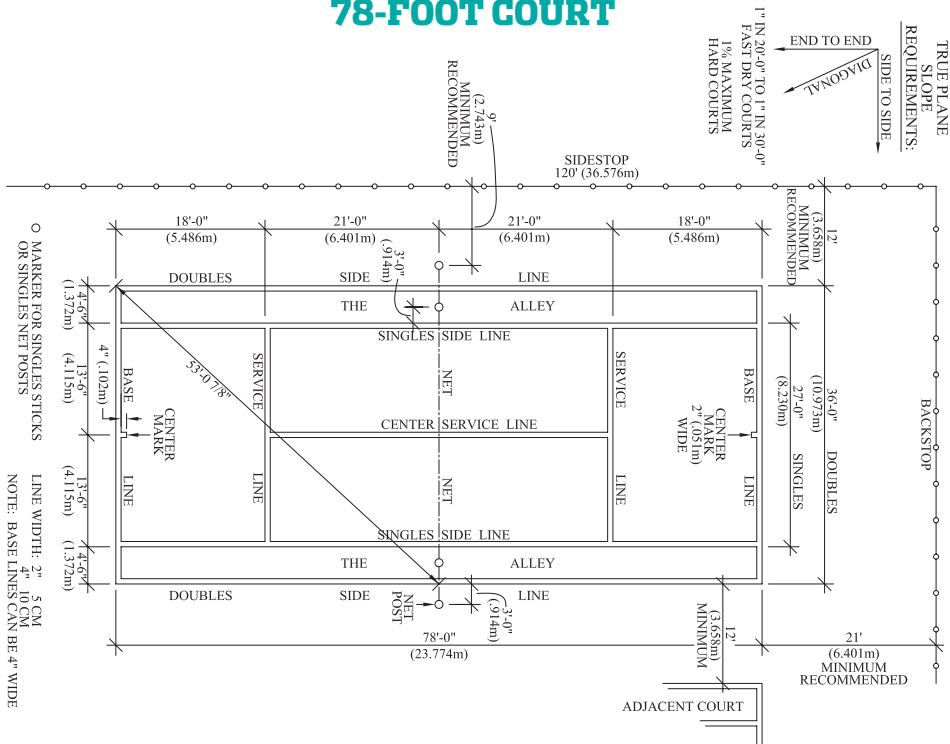 78-FOOT COURT
TRUE PLANE
SLOPE
REQUIREMENTS:
SIDE TO SIDE
END TO END
DIAGONAL
1" IN 20'-0" TO 1" IN 30'-0"
FAST DRY COURTS
1% MAXIMUM
HARD COURTS
9'
(2.743m)
MINIMUM
RECOMMENDED
SIDESTOP
120' (36.576m)
12'
(3.658m)
MINIMUM
RECOMMENDED
BACKSTOP
18'-0"
(5.486m)
21'-0"
(6.401m)
21'-0"
(6.401m)
18'-0"
(5.486m)
3'-0"
(.914m)
DOUBLES SIDE LINE
THE ALLEY
SINGLES SIDE LINE
4'-6"
(1.372m)
13'-6"
(4.115m)
13'-6"
(4.115m)
4'-6"
(1.372m)
4" (.102m)
BASE LINE
CENTER
MARK
SERVICE LINE
53'-0 7/8"
NET
CENTER SERVICE LINE
NET
SERVICE LINE
BASE LINE
CENTER
MARK
2" (.051m)
WIDE
27'-0" SINGLES
(8.230m)
36'-0" DOUBLES
(10.973m)
SINGLES SIDE LINE
THE ALLEY
DOUBLES SIDE LINE
NET
POST
3'-0"
(.914m)
78'-0"
(23.774m)
12'
(3.658m)
MINIMUM
21'
(6.401m)
MINIMUM
RECOMMENDED
ADJACENT COURT
MARKER FOR SINGLES STICKS
OR SINGLES NET POSTS
LINE WIDTH: 2" 5 CM
4" 10 CM
NOTE: BASE LINES CAN BE 4" WIDE